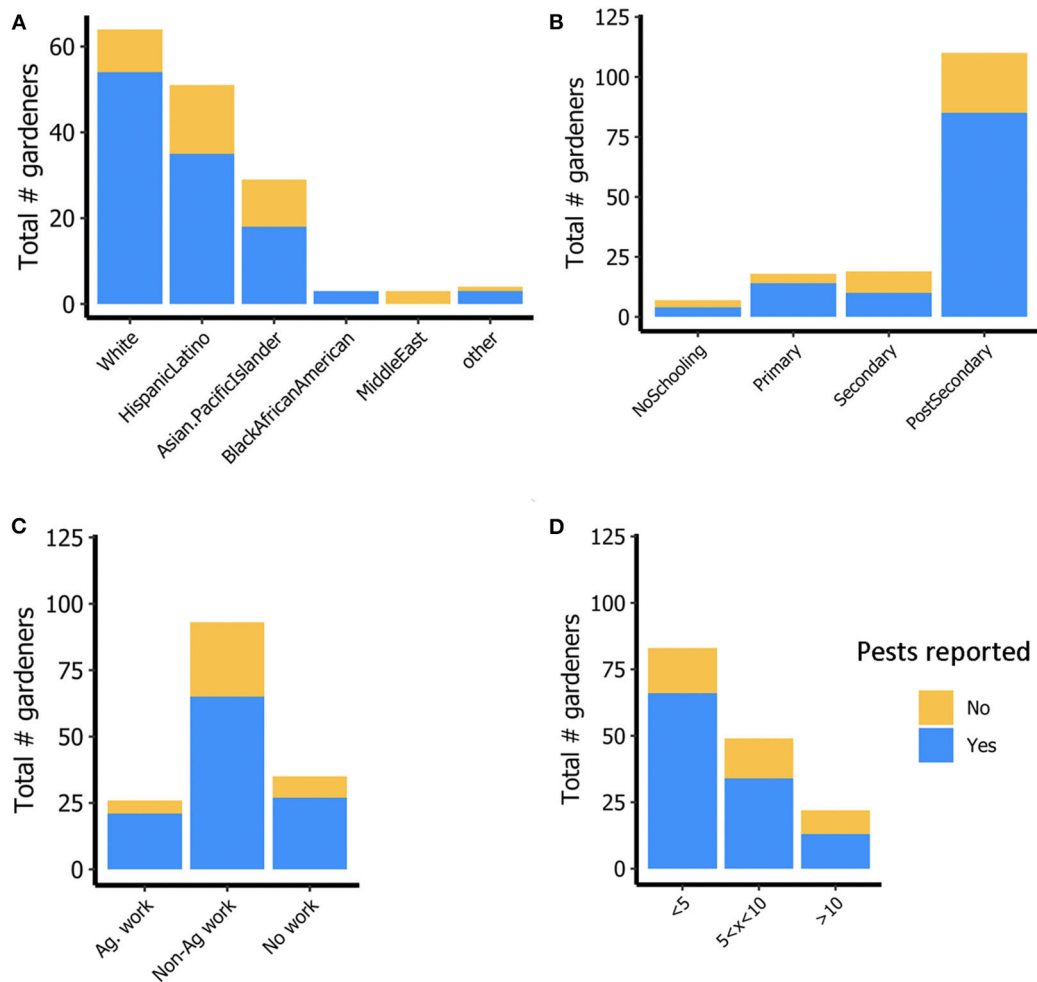 A
Total # gardeners
60
40
20
0
White
HispanicLatino
Asian.PacificIslander
BlackAfricanAmerican
MiddleEast
other
B
Total # gardeners
125
100
75
50
25
0
NoSchooling
Primary
Secondary
PostSecondary
C
Total # gardeners
125
100
75
50
25
0
Ag. work
Non-Ag work
No work
D
Total # gardeners
125
100
75
50
25
0
<5
5<x<10
>10
Pests reported
No
Yes